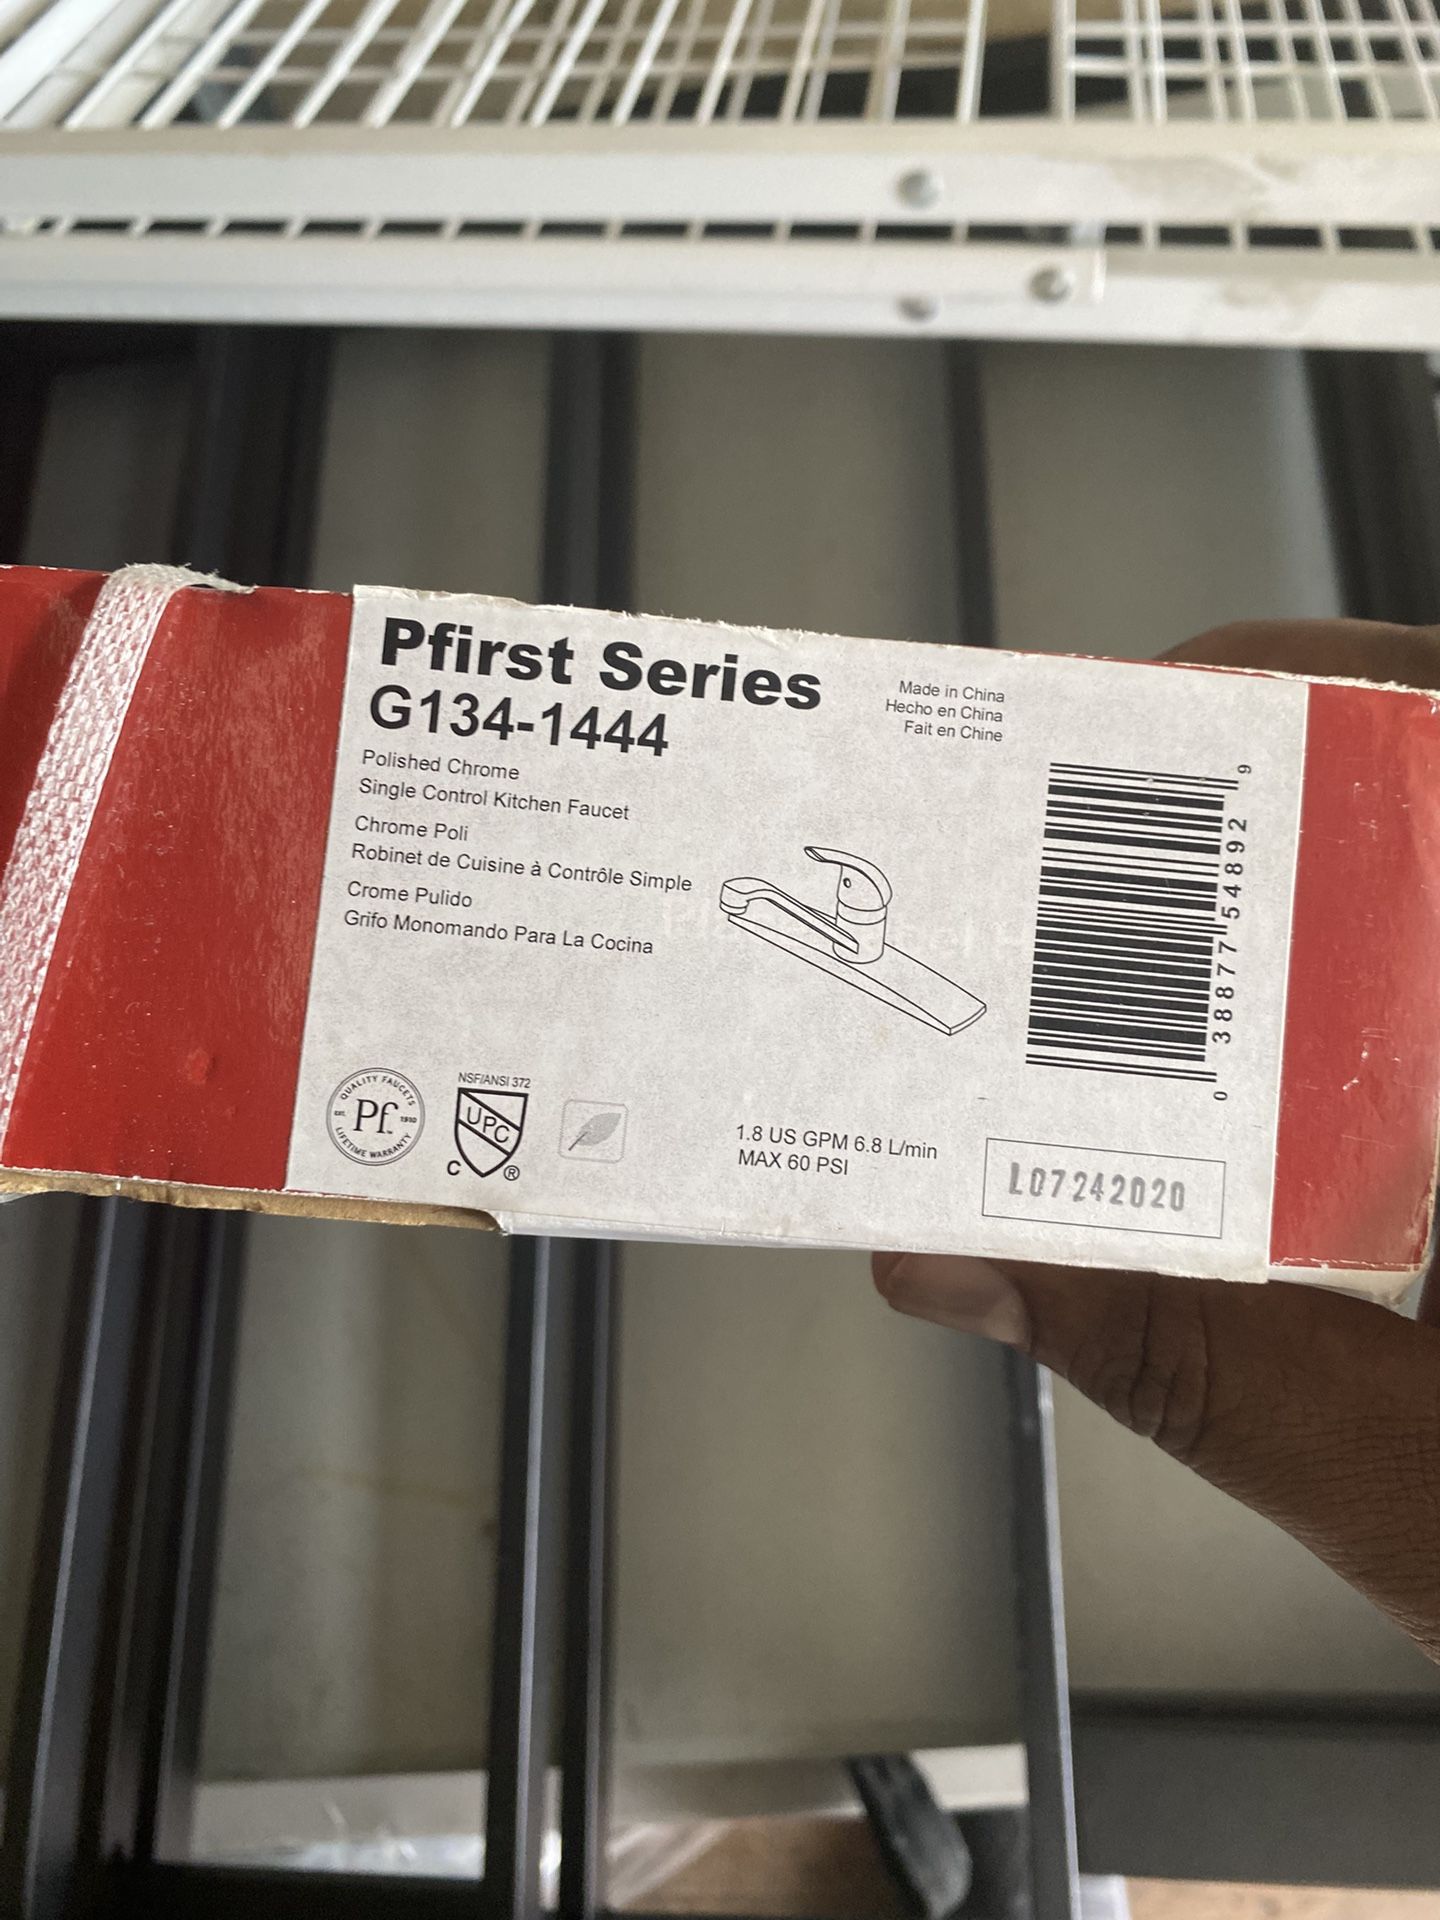 Pfirst Series
G134-1444
Polished Chrome
Single Control Kitchen Faucet
Chrome Poli
Robinet de Cuisine à Contrôle Simple
Crome Pulido
Grifo Monomando Para La Cocina
Made in China
Hecho en China
Fait en Chine
0 38877 54892 9
QUALITY FAUCETS
EST. Pf. 1910
LIFETIME WARRANTY
NSF/ANSI 372
UPC
C ®
1.8 US GPM 6.8 L/min
MAX 60 PSI
L07242020